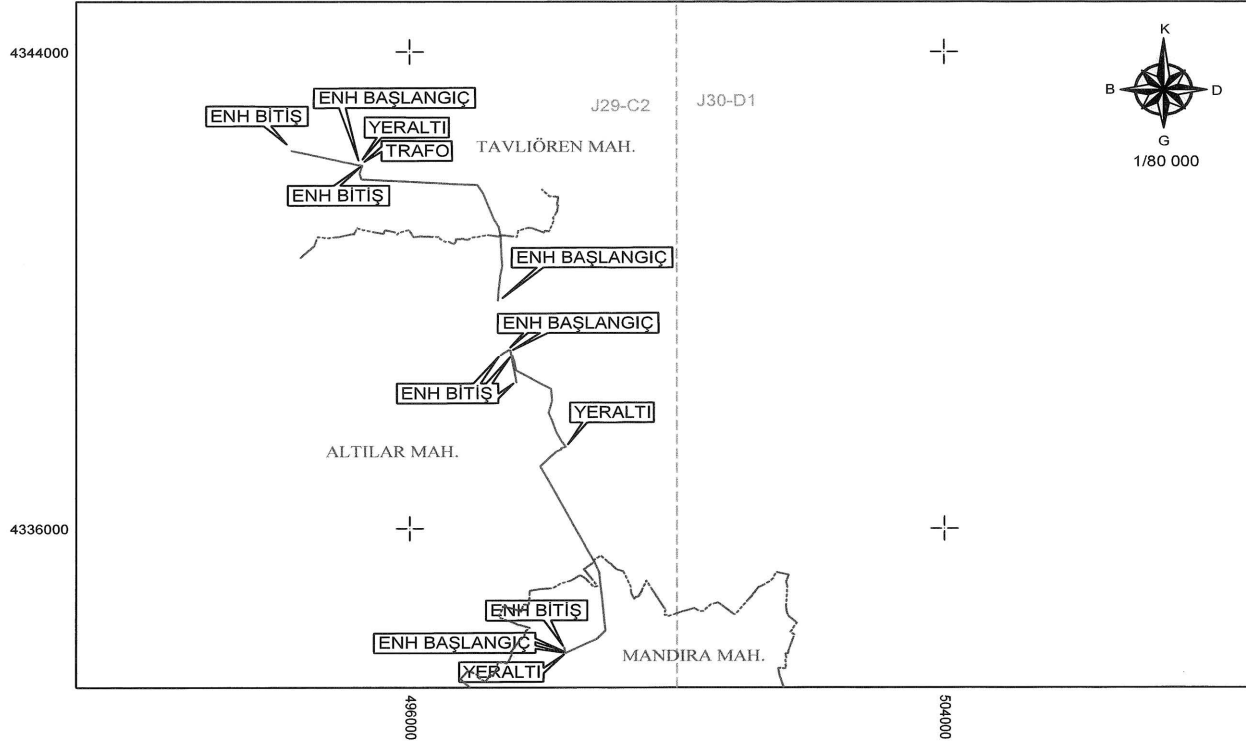 4344000
K
B
D
G
1/80 000
J29-C2
J30-D1
ENH BAŞLANGIÇ
ENH BİTİŞ
YERALTI
TRAFO
TAVLIÖREN MAH.
ENH BİTİŞ
ENH BAŞLANGIÇ
ENH BAŞLANGIÇ
ENH BİTİŞ
YERALTI
ALTILAR MAH.
4336000
ENH BİTİŞ
ENH BAŞLANGIÇ
MANDIRA MAH.
YERALTI
496000
504000